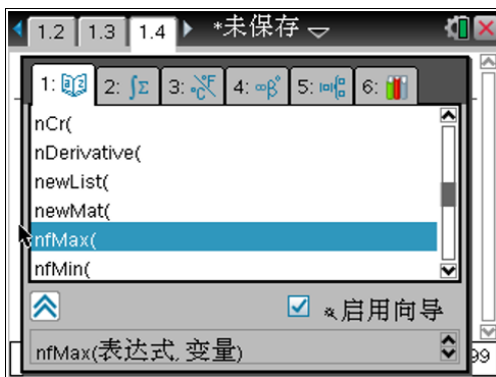 1.2 1.3 1.4 *未保存
1: 2: ∫Σ 3: °C°F 4: ∞β° 5: 6:
nCr(
nDerivative(
newList(
newMat(
nfMax(
nfMin(
启用向导
nfMax(表达式, 变量)
99